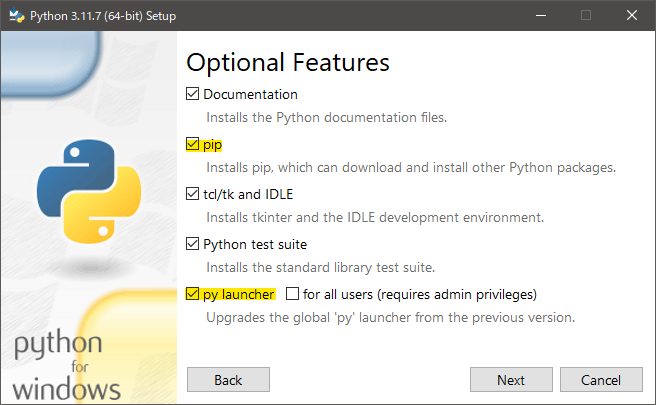 Python 3.11.7 (64-bit) Setup
Optional Features
Documentation
Installs the Python documentation files.
pip
Installs pip, which can download and install other Python packages.
tcl/tk and IDLE
Installs tkinter and the IDLE development environment.
Python test suite
Installs the standard library test suite.
py launcher for all users (requires admin privileges)
Upgrades the global 'py' launcher from the previous version.
python
for
windows
Back Next Cancel